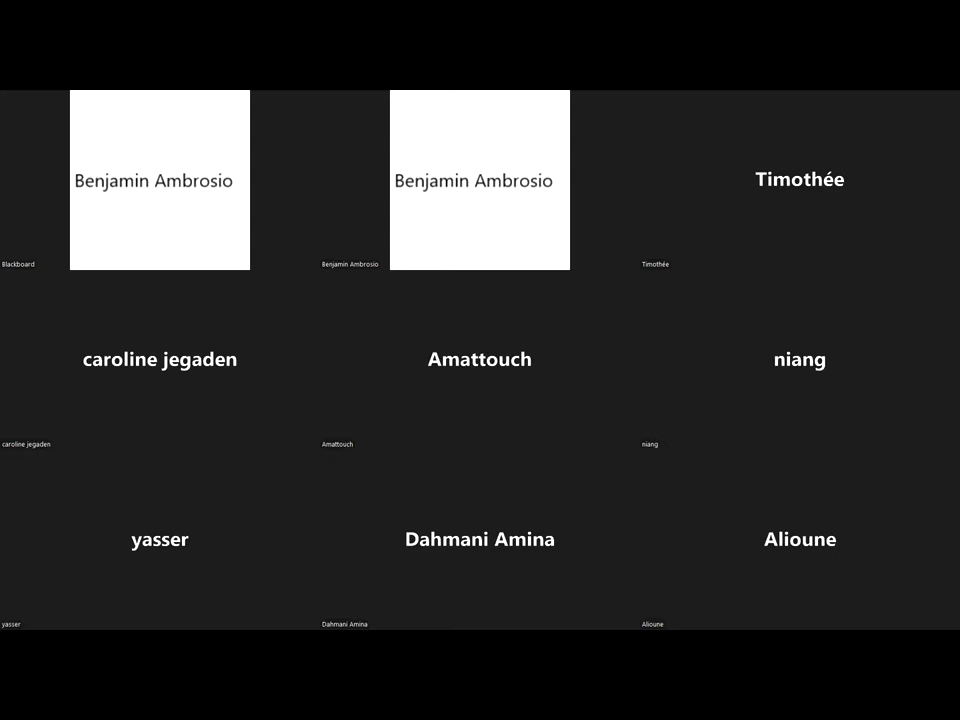 Benjamin Ambrosio
Benjamin Ambrosio
Timothée
Blackboard
Benjamin Ambrosio
Timothée
caroline jegaden
Amattouch
niang
caroline jegaden
Amattouch
niang
yasser
Dahmani Amina
Alioune
yasser
Dahmani Amina
Alioune